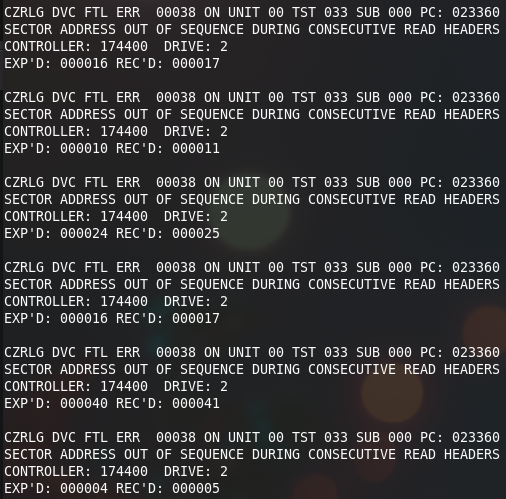 CZRLG DVC FTL ERR  00038 ON UNIT 00 TST 033 SUB 000 PC: 023360
SECTOR ADDRESS OUT OF SEQUENCE DURING CONSECUTIVE READ HEADERS
CONTROLLER: 174400  DRIVE: 2
EXP'D: 000016 REC'D: 000017

CZRLG DVC FTL ERR  00038 ON UNIT 00 TST 033 SUB 000 PC: 023360
SECTOR ADDRESS OUT OF SEQUENCE DURING CONSECUTIVE READ HEADERS
CONTROLLER: 174400  DRIVE: 2
EXP'D: 000010 REC'D: 000011

CZRLG DVC FTL ERR  00038 ON UNIT 00 TST 033 SUB 000 PC: 023360
SECTOR ADDRESS OUT OF SEQUENCE DURING CONSECUTIVE READ HEADERS
CONTROLLER: 174400  DRIVE: 2
EXP'D: 000024 REC'D: 000025

CZRLG DVC FTL ERR  00038 ON UNIT 00 TST 033 SUB 000 PC: 023360
SECTOR ADDRESS OUT OF SEQUENCE DURING CONSECUTIVE READ HEADERS
CONTROLLER: 174400  DRIVE: 2
EXP'D: 000016 REC'D: 000017

CZRLG DVC FTL ERR  00038 ON UNIT 00 TST 033 SUB 000 PC: 023360
SECTOR ADDRESS OUT OF SEQUENCE DURING CONSECUTIVE READ HEADERS
CONTROLLER: 174400  DRIVE: 2
EXP'D: 000040 REC'D: 000041

CZRLG DVC FTL ERR  00038 ON UNIT 00 TST 033 SUB 000 PC: 023360
SECTOR ADDRESS OUT OF SEQUENCE DURING CONSECUTIVE READ HEADERS
CONTROLLER: 174400  DRIVE: 2
EXP'D: 000004 REC'D: 000005